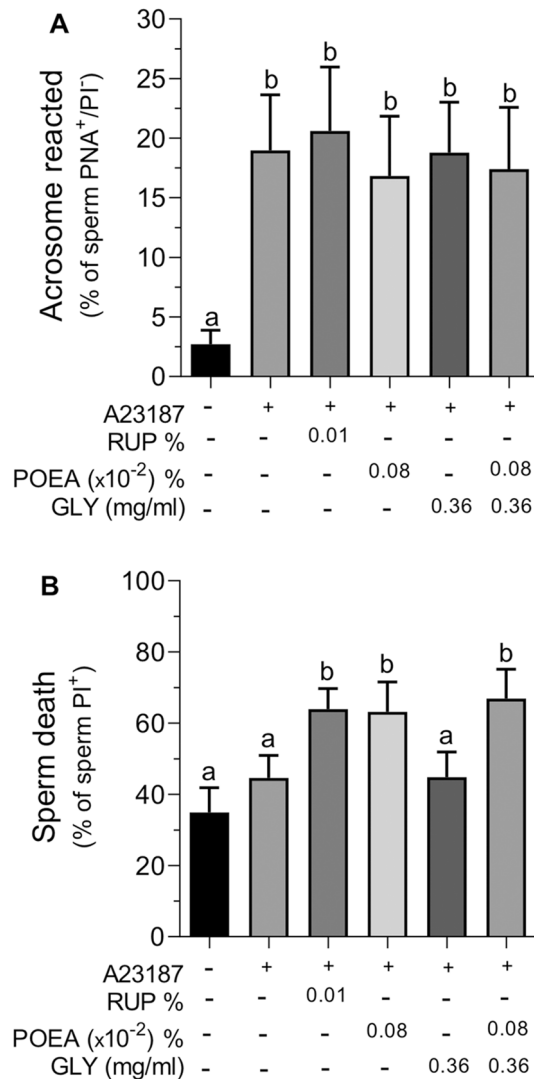 A
Acrosome reacted
(% of sperm PNA⁺/PI⁻)
30
25
20
15
10
5
0
a b b b b b
A23187 - + + + + +
RUP % - - 0.01 - - -
POEA (x10⁻²) % - - - 0.08 - 0.08
GLY (mg/ml) - - - - 0.36 0.36
B
Sperm death
(% of sperm PI⁺)
100
80
60
40
20
0
a a b b a b
A23187 - + + + + +
RUP % - - 0.01 - - -
POEA (x10⁻²) % - - - 0.08 - 0.08
GLY (mg/ml) - - - - 0.36 0.36